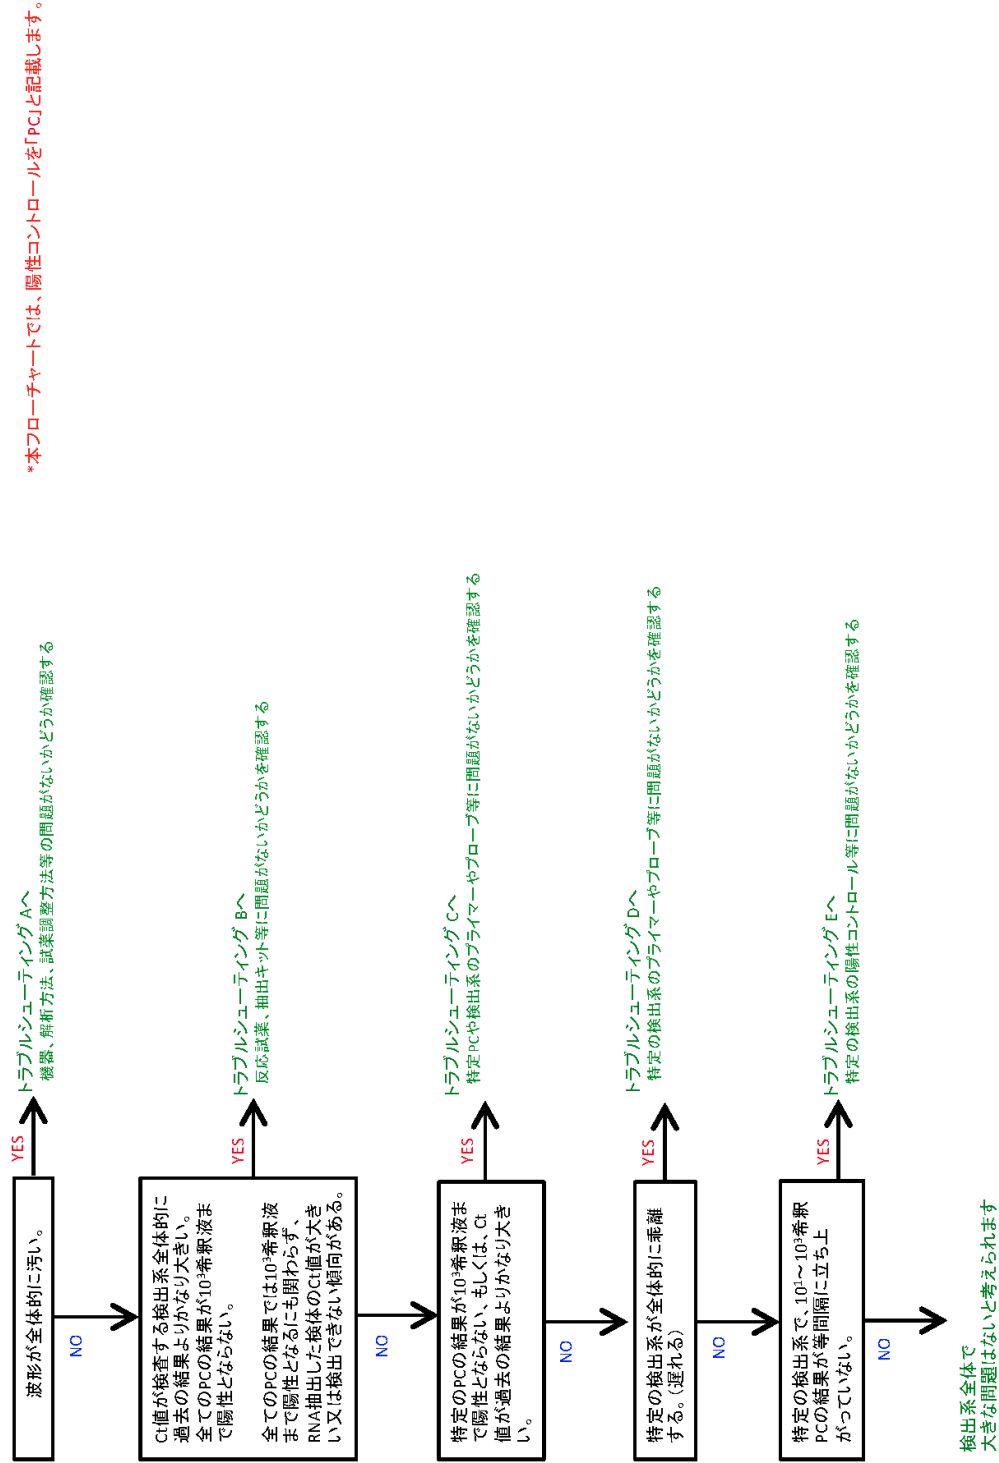 *本フローチャートでは、陽性コントロールを「PC」と記載します。
波形が全体的に汚い。
YES
トラブルシューティング Aへ
機器、解析方法、試薬調整方法等の問題がないかどうか確認する
NO
Ct値が検査する検出系全体的に
過去の結果よりかなり大きい。
全てのPCの結果が10³希釈液ま
で陽性とならない。
全てのPCの結果では10³希釈液
まで陽性となるにも関わらず、
RNA抽出した検体のCt値が大き
い又は検出できない傾向がある。
YES
トラブルシューティング Bへ
反応試薬、抽出キット等に問題がないかどうかを確認する
NO
特定のPCの結果が10³希釈液ま
で陽性とならない、もしくは、Ct
値が過去の結果よりかなり大き
い。
YES
トラブルシューティング Cへ
特定PCや検出系のプライマーやプローブ等に問題がないかどうかを確認する
NO
特定の検出系が全体的に乖離
する。(遅れる)
YES
トラブルシューティング Dへ
特定の検出系のプライマーやプローブ等に問題がないかどうかを確認する
NO
特定の検出系で、10¹～10³希釈
PCの結果が等間隔に立ち上
がっていない。
YES
トラブルシューティング Eへ
特定の検出系の陽性コントロール等に問題がないかどうかを確認する
NO
検出系全体で
大きな問題はないと考えられます